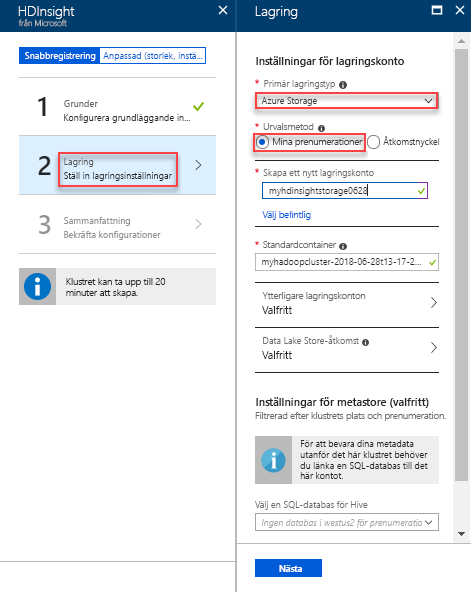 HDInsight
från Microsoft
Snabbregistrering
Anpassad (storlek, instä...
1
Grunder
Konfigurera grundläggande in...
2
Lagring
Ställ in lagringsinställningar
3
Sammanfattning
Bekräfta konfigurationer
Klustret kan ta upp till 20
minuter att skapa.
Lagring
Inställningar för lagringskonto
* Primär lagringstyp
Azure Storage
* Urvalsmetod
Mina prenumerationer
Åtkomstnyckel
* Skapa ett nytt lagringskonto
myhdinsightstorage0628
Välj befintlig
* Standardcontainer
myhadoopcluster-2018-06-28t13-17-2...
Ytterligare lagringskonton
Valfritt
Data Lake Store-åtkomst
Valfritt
Inställningar för metastore (valfritt)
Filtrerad efter klustrets plats och prenumeration.
För att bevara dina metadata
utanför det här klustret behöver
du länka en SQL-databas till det
här kontot.
Välj en SQL-databas för Hive
Ingen databas i westus2 för prenumeratio
Nästa